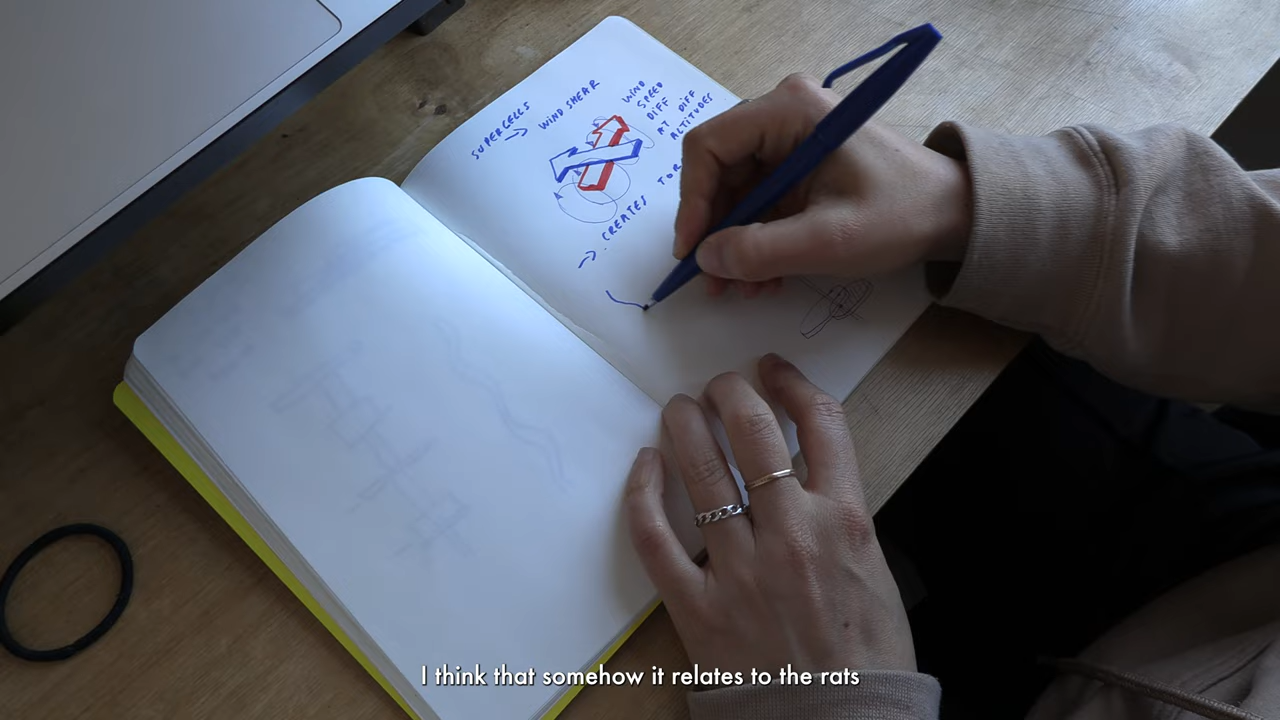 SUPERCELLS
→ WIND SHEAR
WIND
SPEED
DIFF
AT DIFF
ALTITUDES
→ CREATES
I think that somehow it relates to the rats